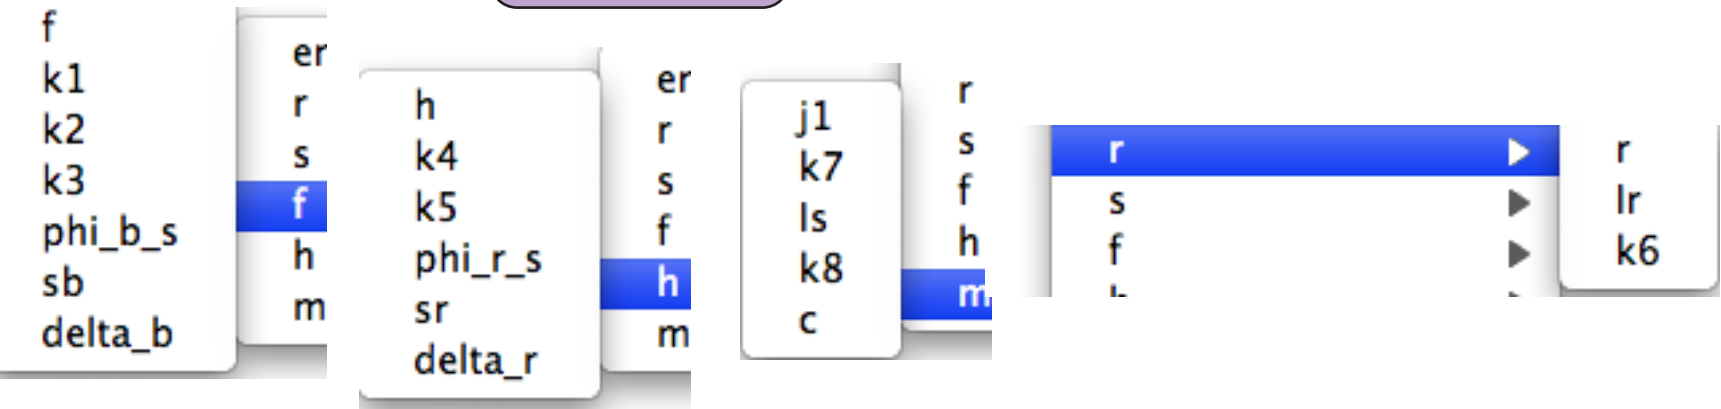 f
k1
k2
k3
phi_b_s
sb
delta_b
er
r
s
f
h
m
h
k4
k5
phi_r_s
sr
delta_r
er
r
s
f
h
m
j1
k7
ls
k8
c
r
s
f
h
m
r
s
f
r
lr
k6